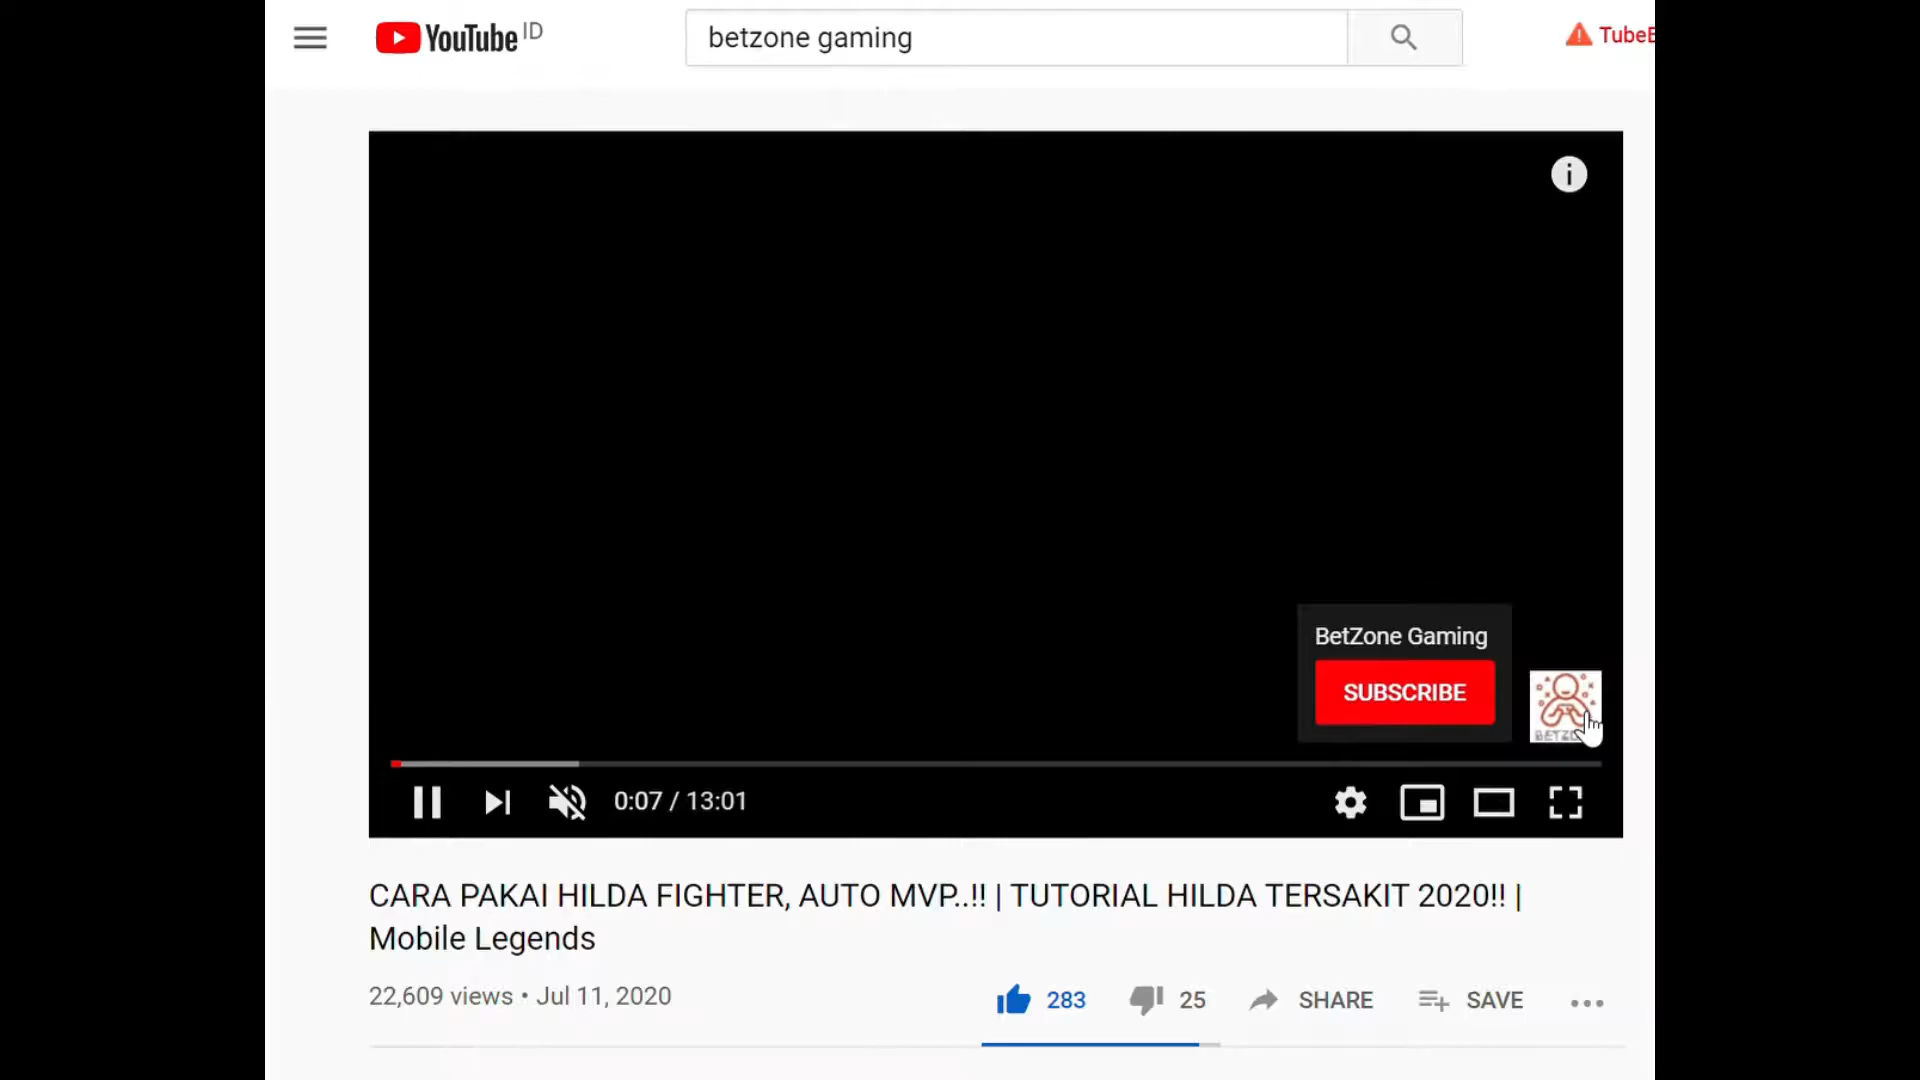 YouTube ID
betzone gaming
TubeB
BetZone Gaming
SUBSCRIBE
0:07 / 13:01
CARA PAKAI HILDA FIGHTER, AUTO MVP..!! | TUTORIAL HILDA TERSAKIT 2020!! |
Mobile Legends
22,609 views • Jul 11, 2020
283
25
SHARE
SAVE